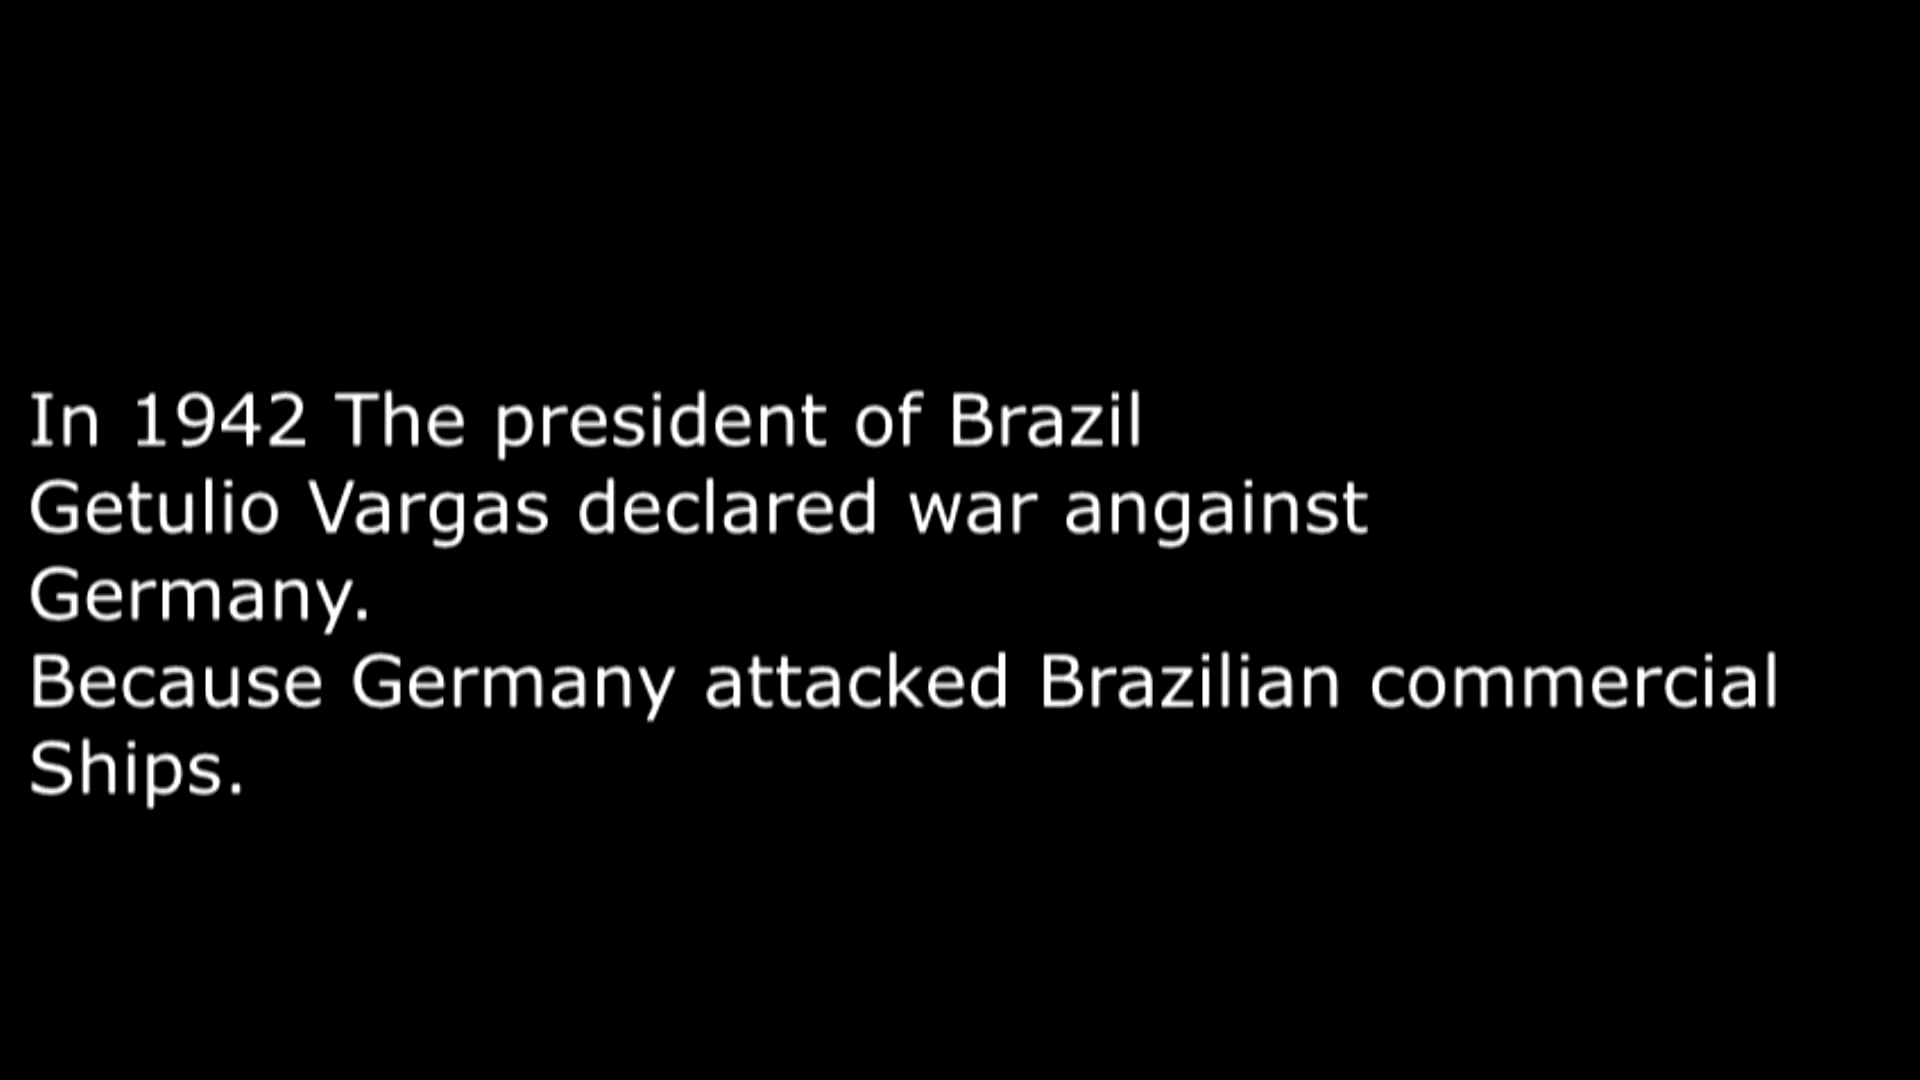 In 1942 The president of Brazil
Getulio Vargas declared war angainst
Germany.
Because Germany attacked Brazilian commercial
Ships.